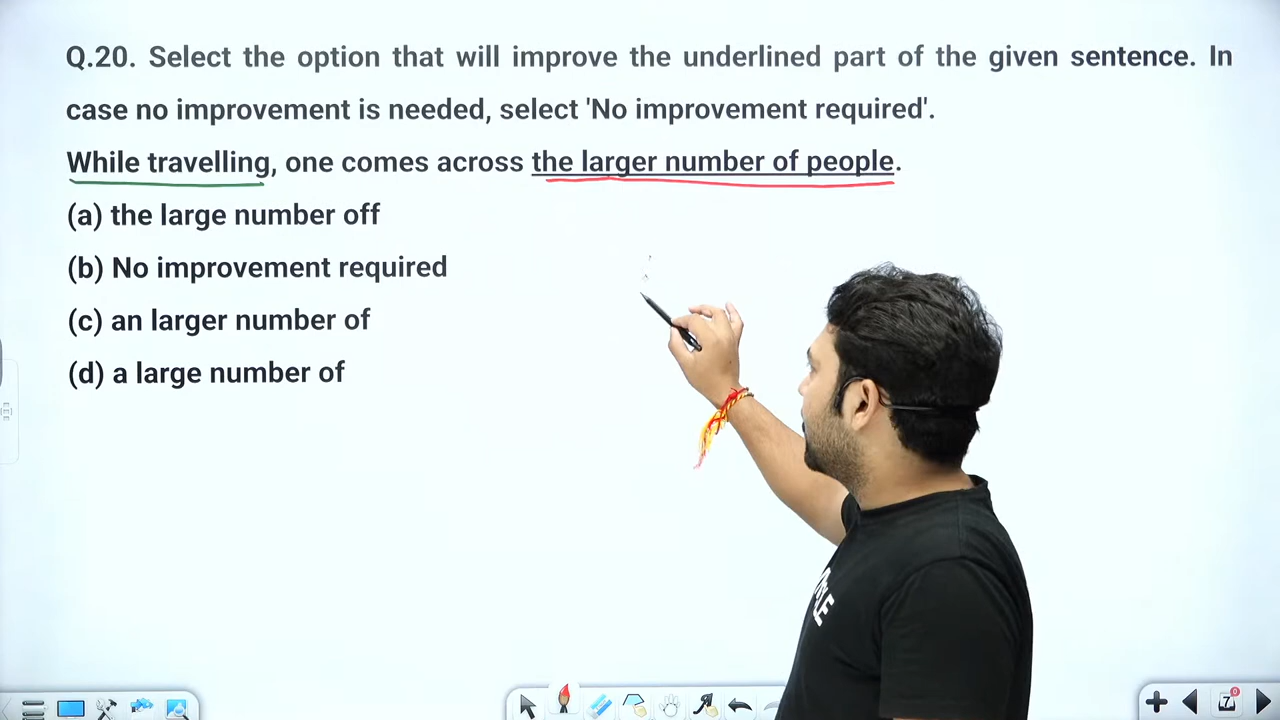 Q.20. Select the option that will improve the underlined part of the given sentence. In
case no improvement is needed, select 'No improvement required'.
While travelling, one comes across the larger number of people.
(a) the large number off
(b) No improvement required
(c) an larger number of
(d) a large number of
7
0